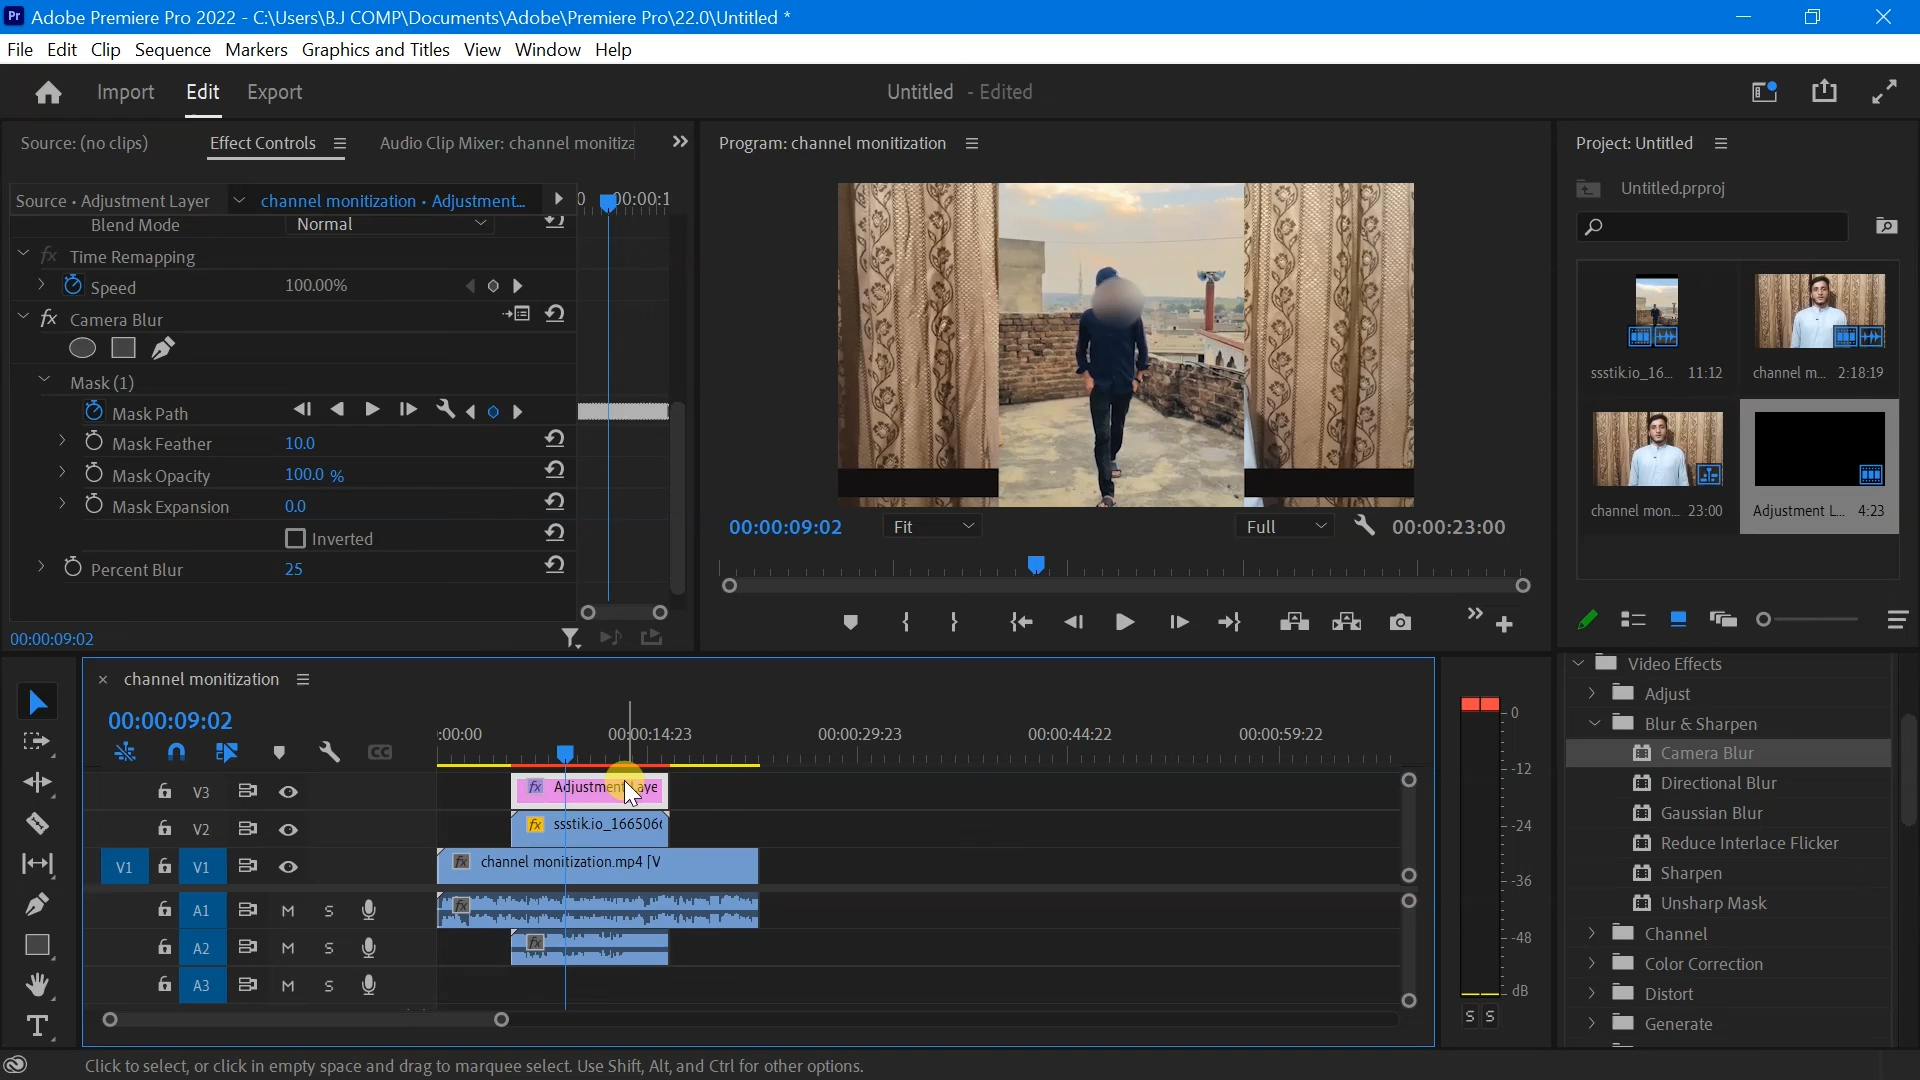 Pr Adobe Premiere Pro 2022 - C:\Users\B.J COMP\Documents\Adobe\Premiere Pro\22.0\Untitled *
File Edit Clip Sequence Markers Graphics and Titles View Window Help
Import Edit Export
Untitled - Edited
Source: (no clips) Effect Controls Audio Clip Mixer: channel monitiza
Source · Adjustment Layer channel monitization · Adjustment...
0 00:00:1
Blend Mode Normal
fx Time Remapping
Speed 100.00%
fx Camera Blur
Mask (1)
Mask Path
Mask Feather 10.0
Mask Opacity 100.0 %
Mask Expansion 0.0
Inverted
Percent Blur 25
00:00:09:02
Program: channel monitization
00:00:09:02 Fit Full 00:00:23:00
Project: Untitled
Untitled.prproj
ssstik.io_16... 11:12
channel m... 2:18:19
channel mon... 23:00
Adjustment L... 4:23
channel monitization
00:00:09:02
:00:00 00:00:14:23 00:00:29:23 00:00:44:22 00:00:59:22
V3 fx Adjustment Laye
V2 fx ssstik.io_166506
V1 V1 fx channel monitization.mp4 [V
A1 M S fx
A2 M S fx
A3 M S
0
-12
-24
-36
-48
dB
S S
Video Effects
Adjust
Blur & Sharpen
Camera Blur
Directional Blur
Gaussian Blur
Reduce Interlace Flicker
Sharpen
Unsharp Mask
Channel
Color Correction
Distort
Generate
Click to select, or click in empty space and drag to marquee select. Use Shift, Alt, and Ctrl for other options.